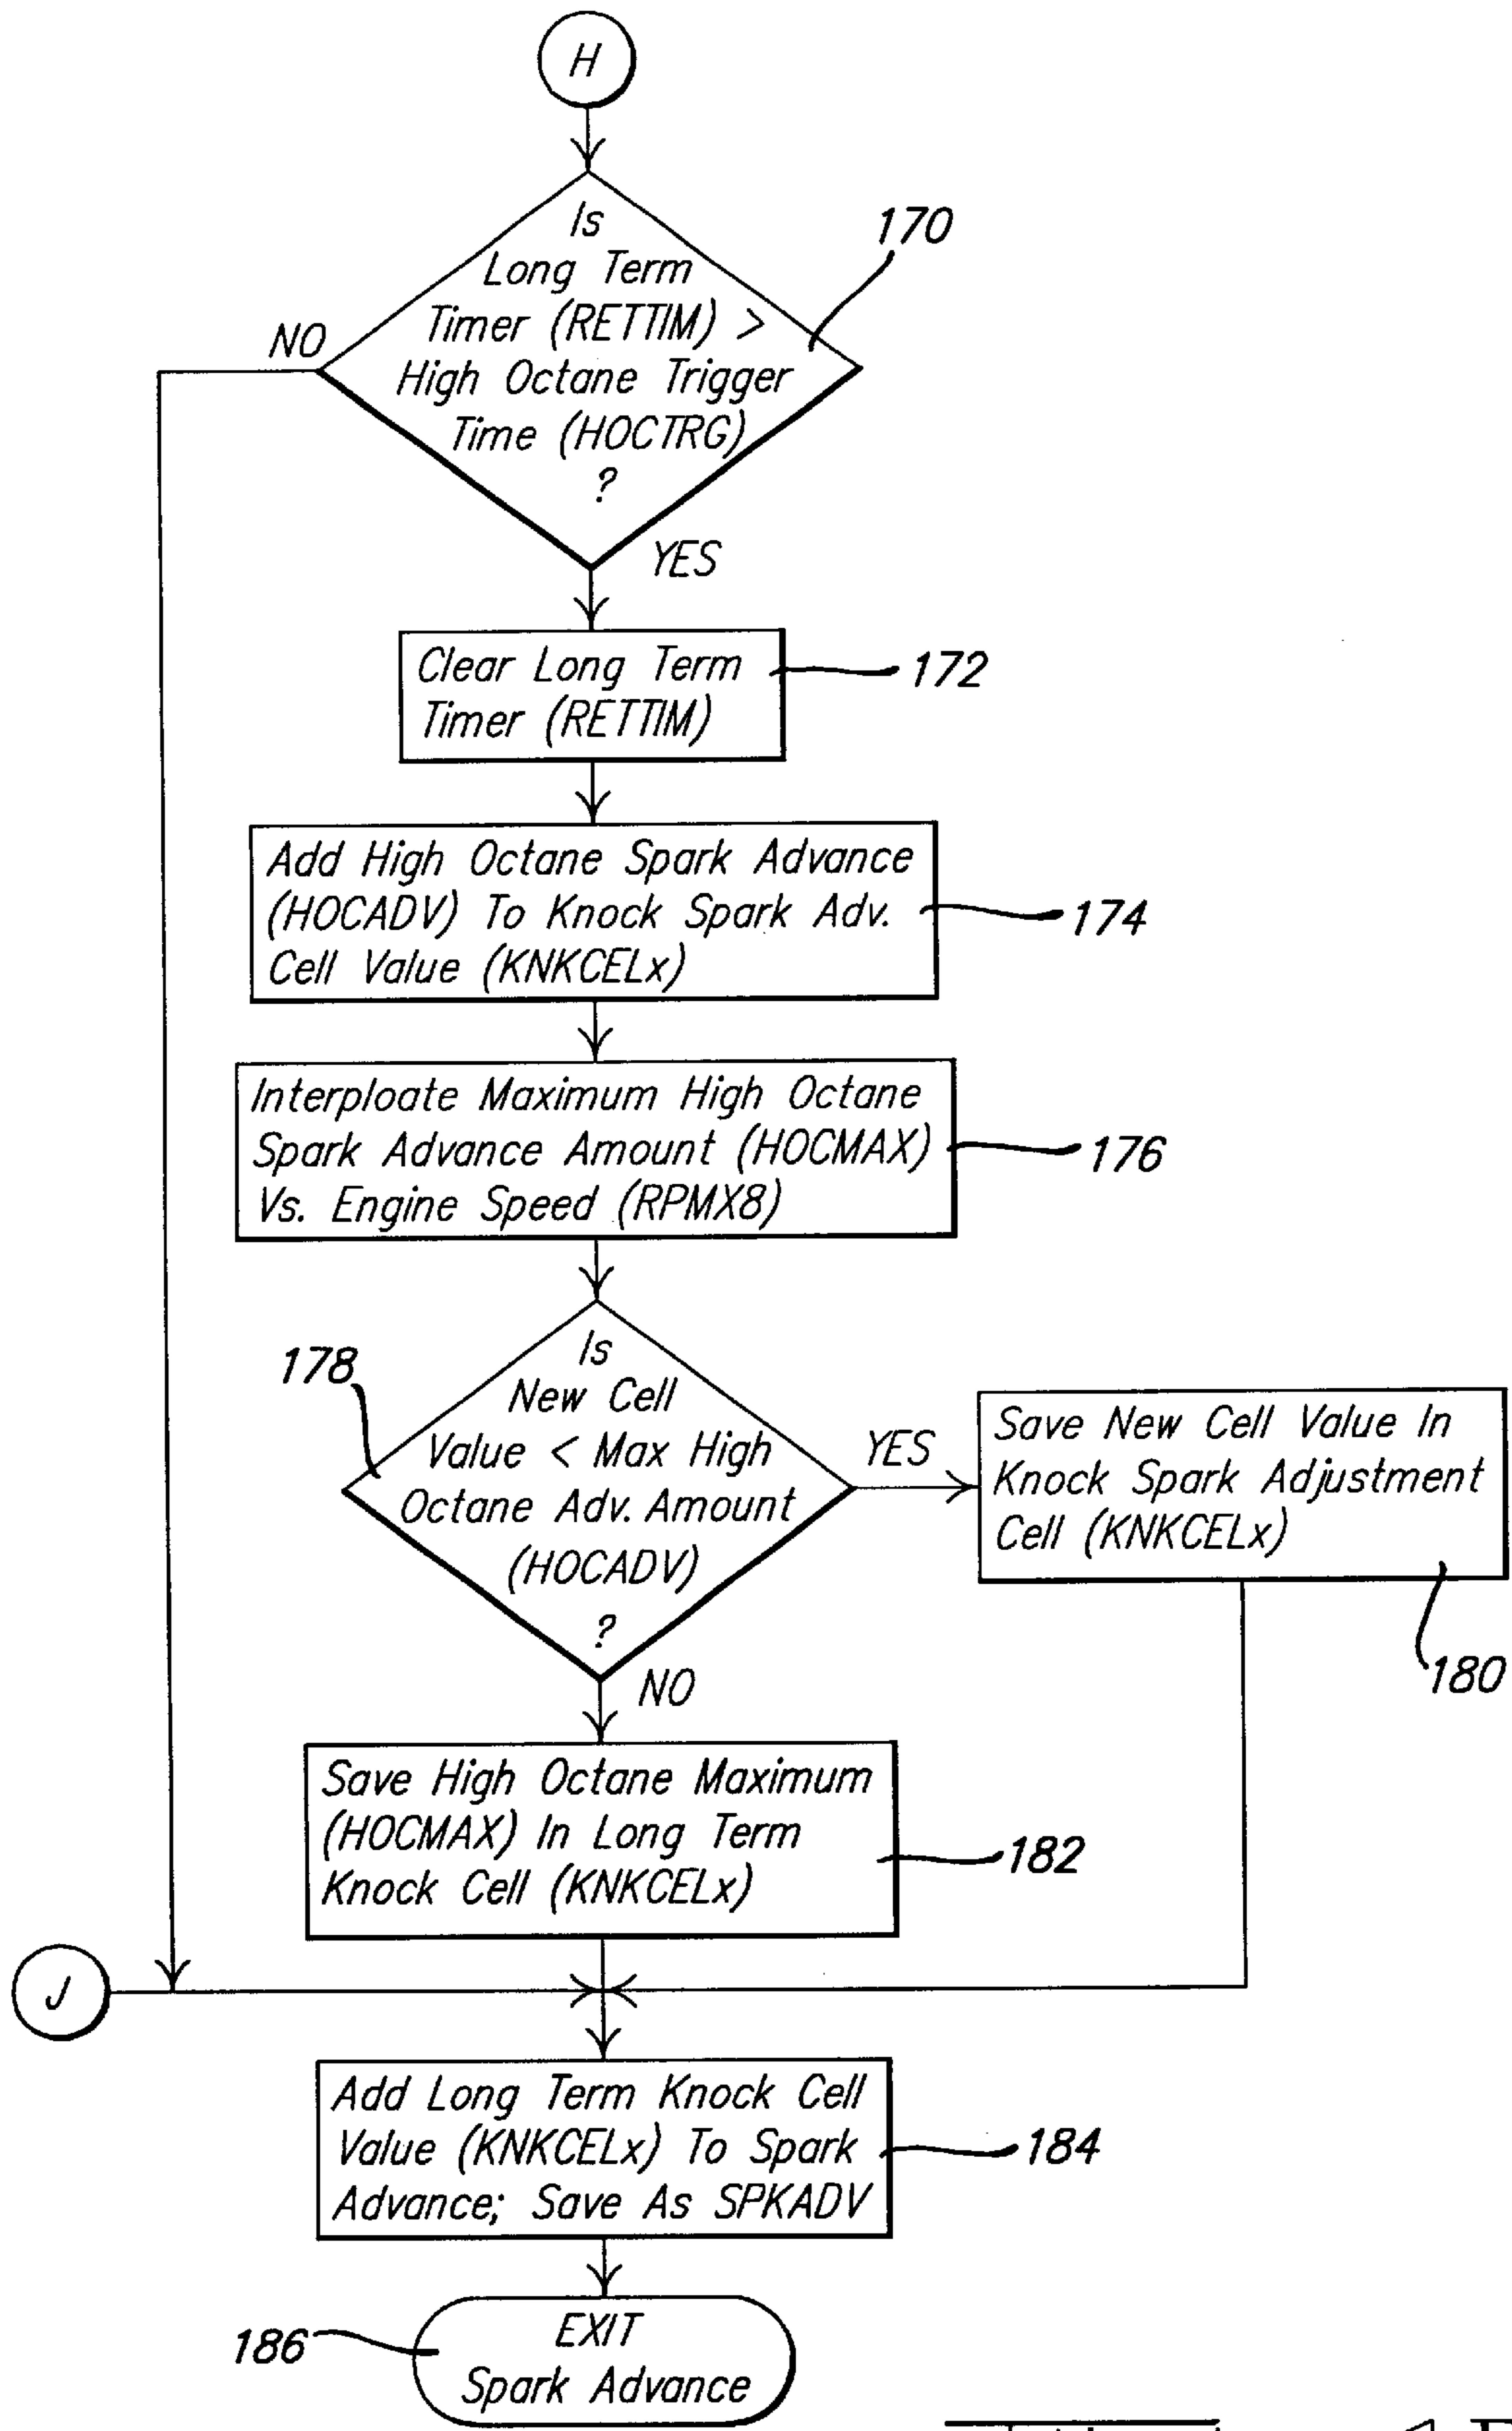 H
Is
Long Term
Timer (RETTIM) >
High Octane Trigger
Time (HOCTRG)
?
170
NO
YES
Clear Long Term
Timer (RETTIM)
172
Add High Octane Spark Advance
(HOCADV) To Knock Spark Adv.
Cell Value (KNKCELx)
174
Interploate Maximum High Octane
Spark Advance Amount (HOCMAX)
Vs. Engine Speed (RPMX8)
176
178
Is
New Cell
Value < Max High
Octane Adv. Amount
(HOCADV)
?
YES
Save New Cell Value In
Knock Spark Adjustment
Cell (KNKCELx)
180
NO
Save High Octane Maximum
(HOCMAX) In Long Term
Knock Cell (KNKCELx)
182
J
Add Long Term Knock Cell
Value (KNKCELx) To Spark
Advance; Save As SPKADV
184
186
EXIT
Spark Advance